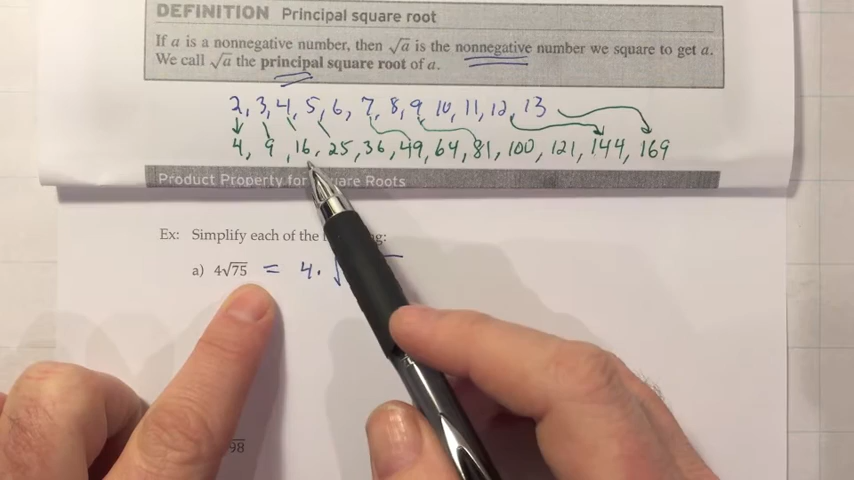 DEFINITION Principal square root
If a is a nonnegative number, then √a is the nonnegative number we square to get a.
We call √a the principal square root of a.
2, 3, 4, 5, 6, 7, 8, 9, 10, 11, 12, 13
4, 9, 16, 25, 36, 49, 64, 81, 100, 121, 144, 169
Product Property for Square Roots
Ex: Simplify each of the g:
a) 4√75 = 4 · √
98